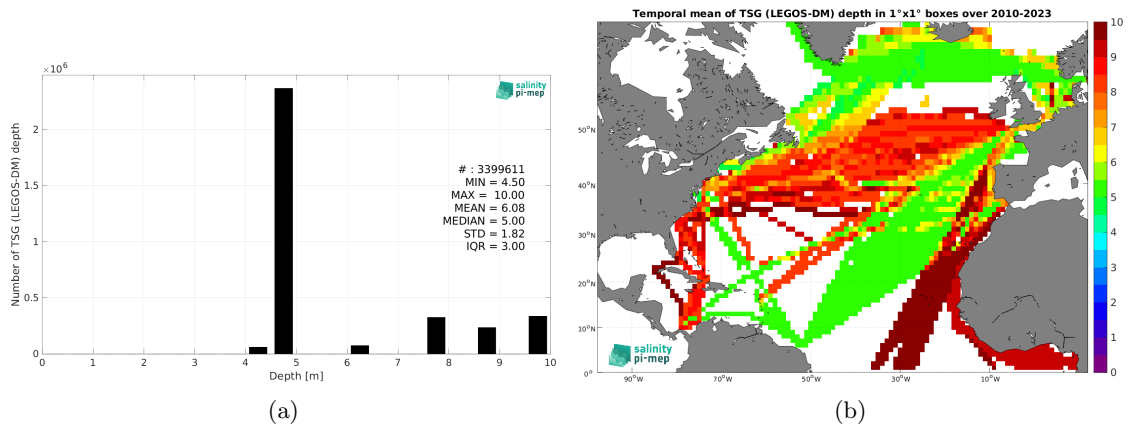 ×10⁶
salinity
pi-mep
2
1.5
1
0.5
0
Number of TSG (LEGOS-DM) depth
# : 3399611
MIN = 4.50
MAX = 10.00
MEAN = 6.08
MEDIAN = 5.00
STD = 1.82
IQR = 3.00
0 1 2 3 4 5 6 7 8 9 10
Depth [m]
(a)
Temporal mean of TSG (LEGOS-DM) depth in 1°x1° boxes over 2010-2023
50°N
40°N
30°N
20°N
10°N
0°
90°W 70°W 50°W 30°W 10°W
salinity
pi-mep
10
9
8
7
6
5
4
3
2
1
0
(b)